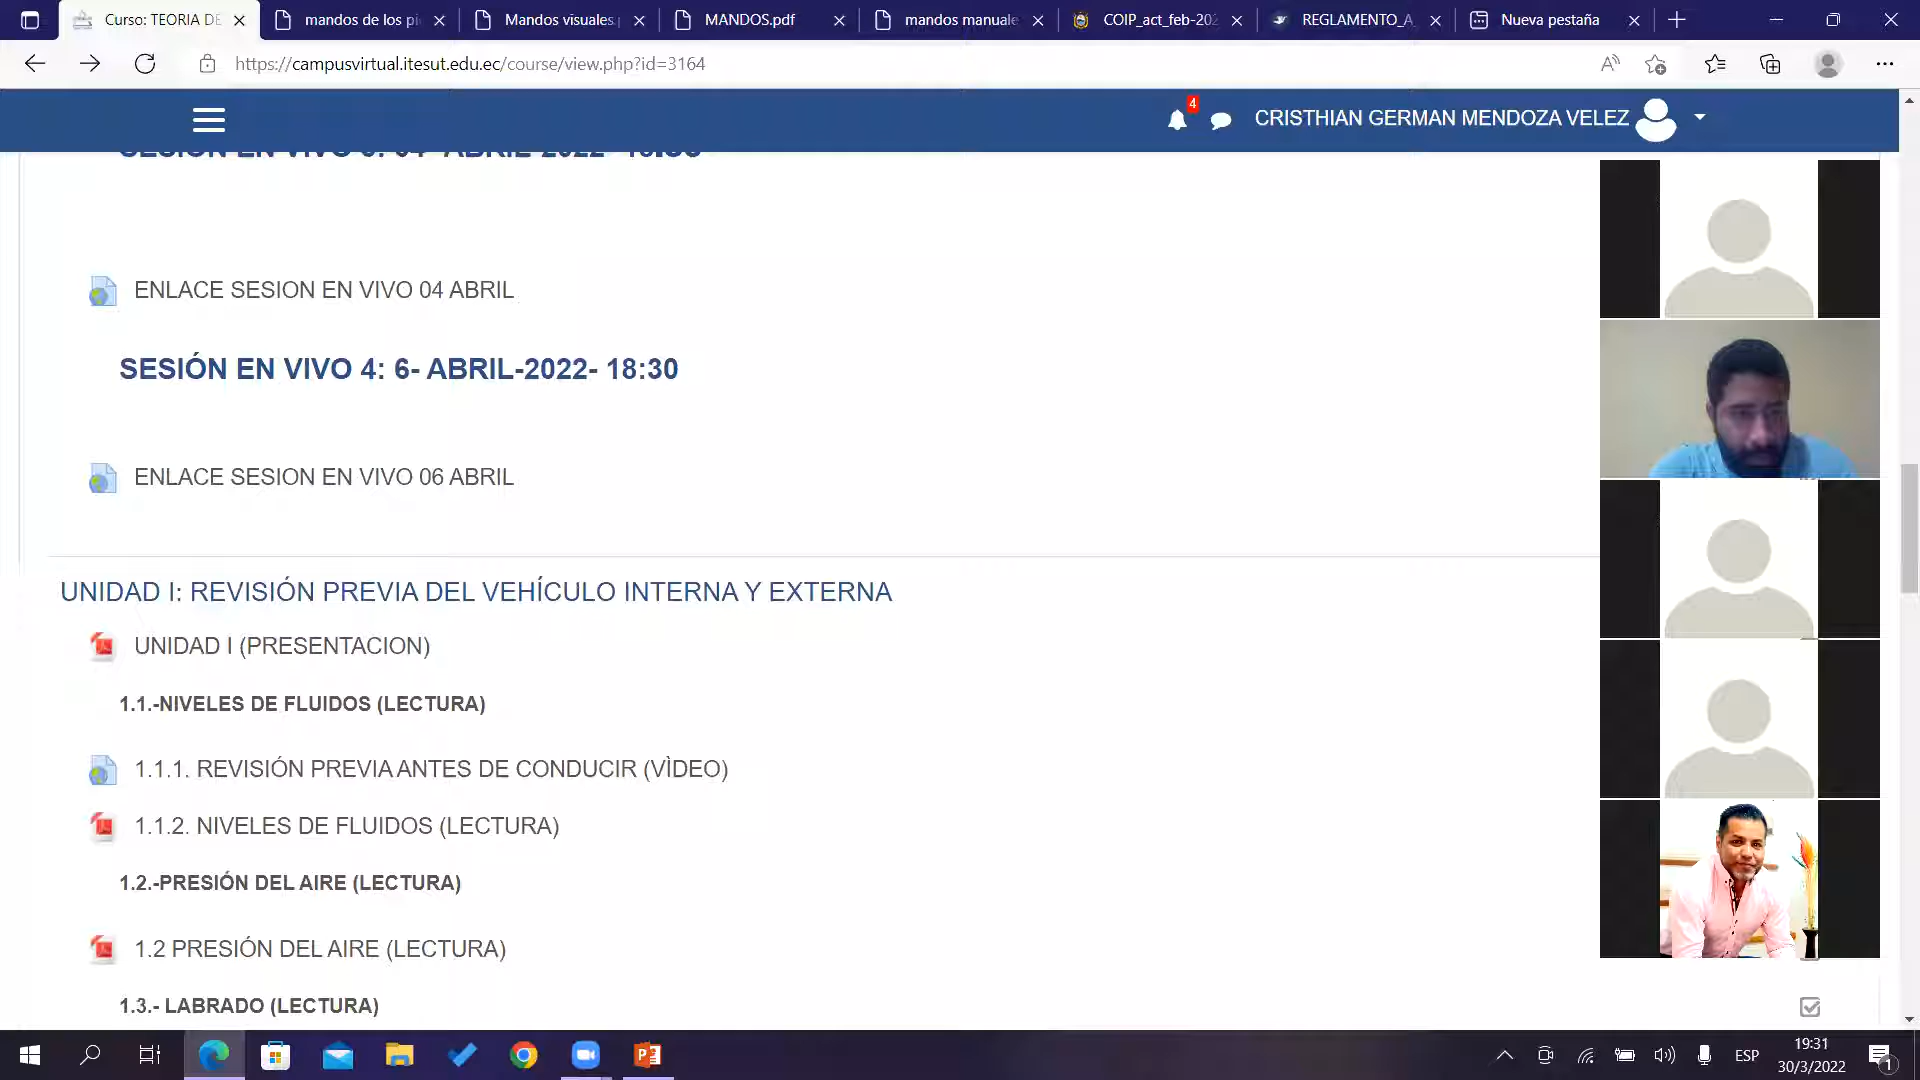 Curso: TEORIA DE
mandos de los pi
Mandos visuales.p
MANDOS.pdf
mandos manuale
COIP_act_feb-202
REGLAMENTO_A
Nueva pestaña
https://campusvirtual.itesut.edu.ec/course/view.php?id=3164
4
CRISTHIAN GERMAN MENDOZA VELEZ
ENLACE SESION EN VIVO 04 ABRIL
SESIÓN EN VIVO 4: 6- ABRIL-2022- 18:30
ENLACE SESION EN VIVO 06 ABRIL
UNIDAD I: REVISIÓN PREVIA DEL VEHÍCULO INTERNA Y EXTERNA
UNIDAD I (PRESENTACION)
1.1.-NIVELES DE FLUIDOS (LECTURA)
1.1.1. REVISIÓN PREVIA ANTES DE CONDUCIR (VÌDEO)
1.1.2. NIVELES DE FLUIDOS (LECTURA)
1.2.-PRESIÓN DEL AIRE (LECTURA)
1.2 PRESIÓN DEL AIRE (LECTURA)
1.3.- LABRADO (LECTURA)
ESP
19:31
30/3/2022
1